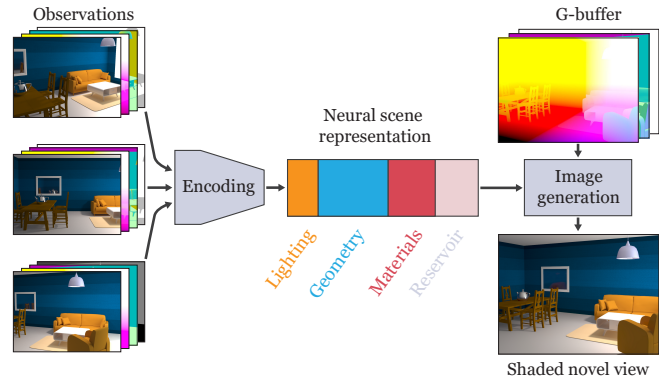 Observations
G-buffer
Neural scene
representation
Encoding
Image
generation
Lighting
Geometry
Materials
Reservoir
Shaded novel view